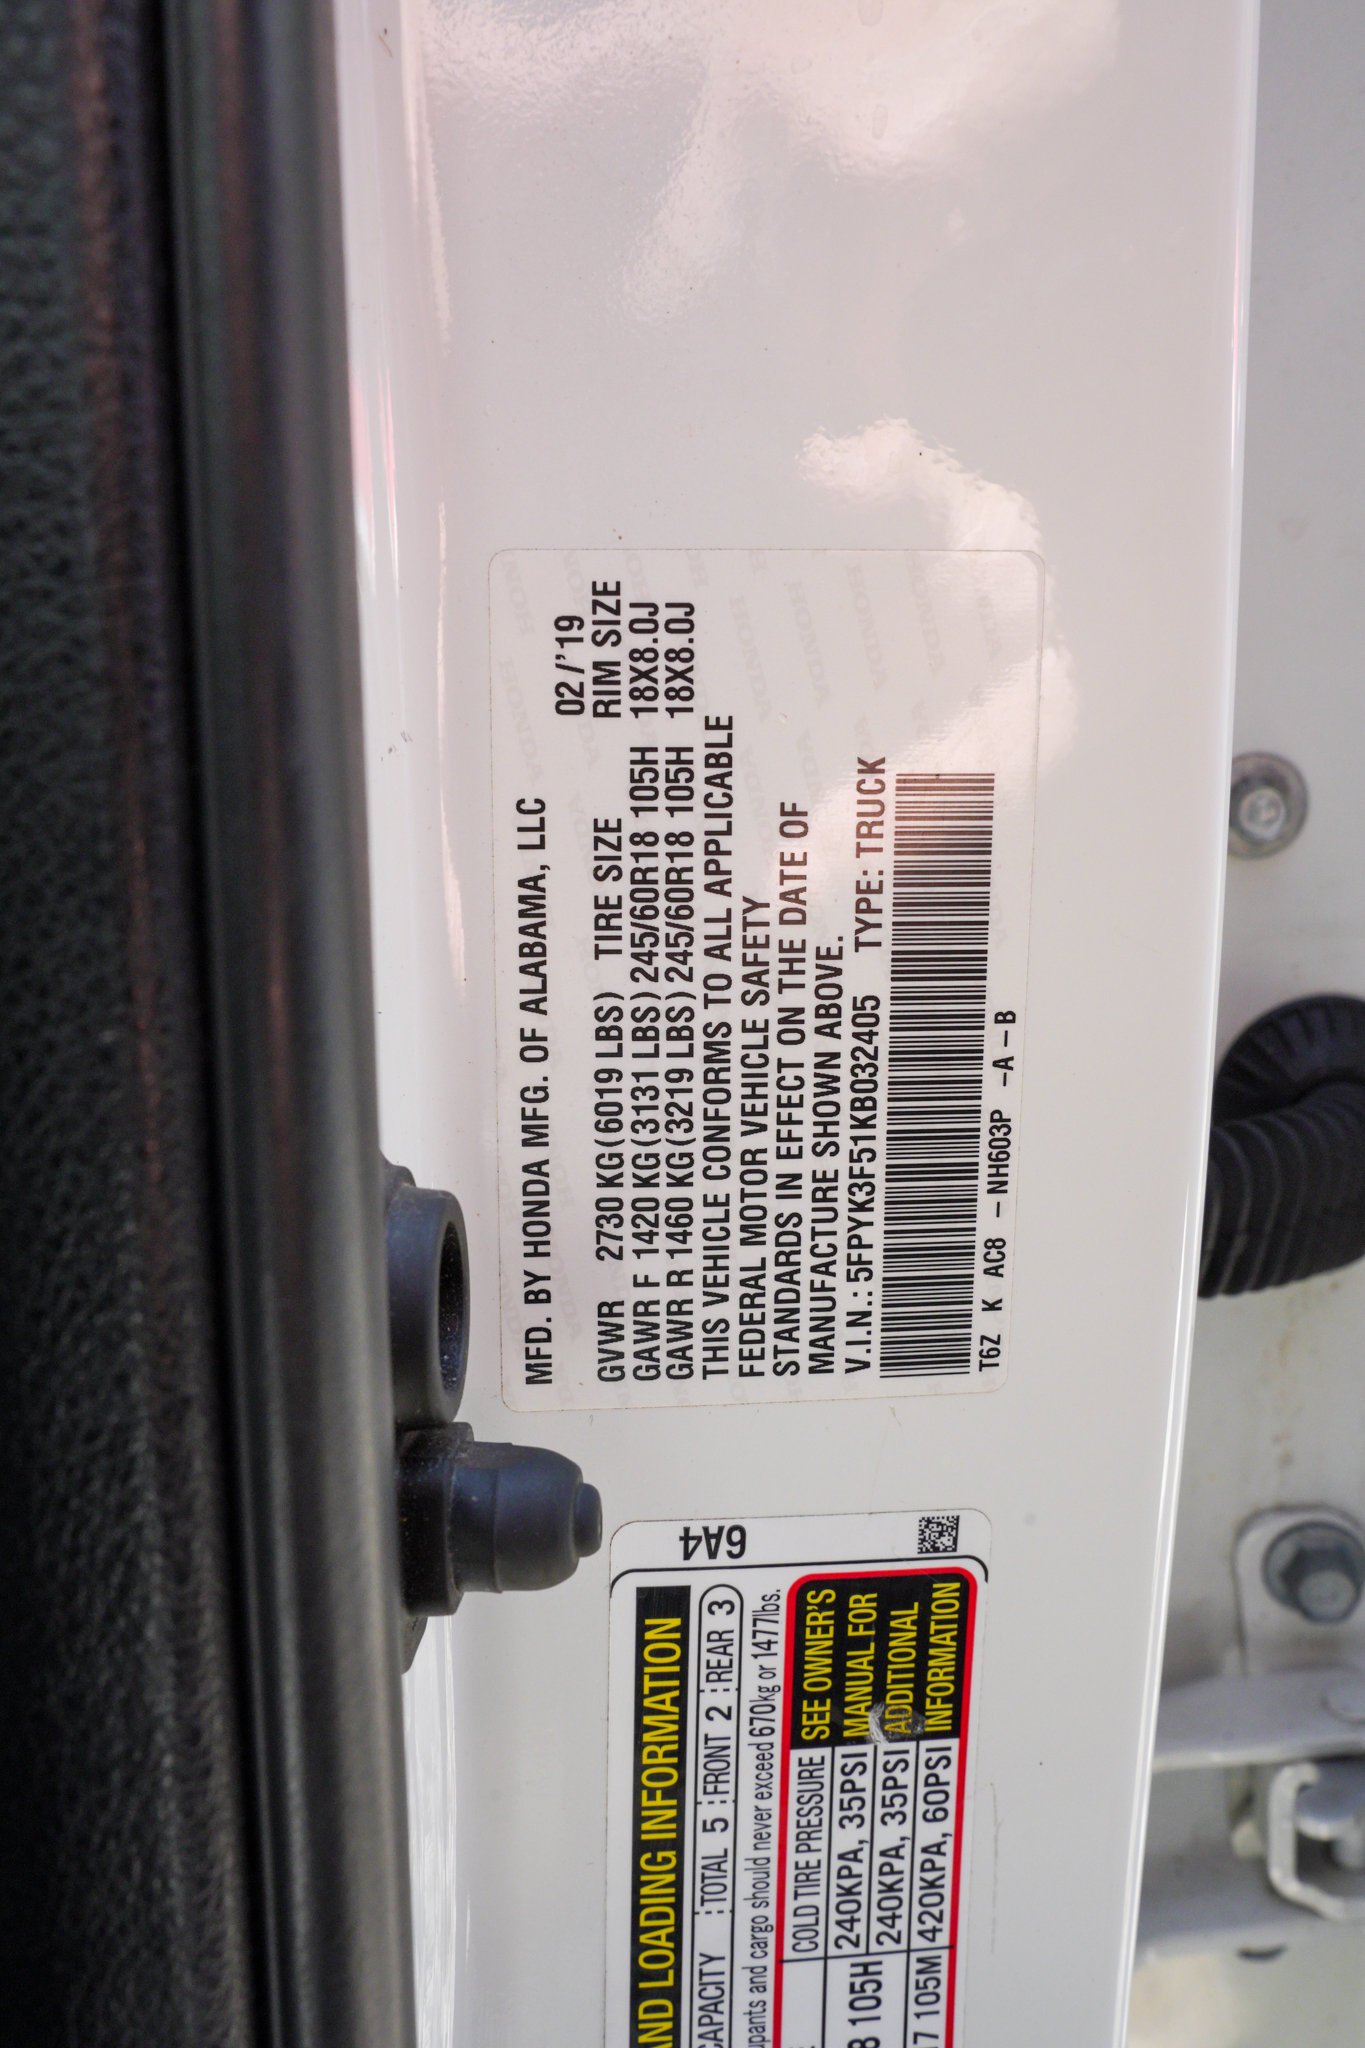 MFD. BY HONDA MFG. OF ALABAMA, LLC
02/'19
GVWR 2730 KG(6019 LBS) TIRE SIZE RIM SIZE
GAWR F 1420 KG(3131 LBS) 245/60R18 105H 18X8.0J
GAWR R 1460 KG(3219 LBS) 245/60R18 105H 18X8.0J
THIS VEHICLE CONFORMS TO ALL APPLICABLE
FEDERAL MOTOR VEHICLE SAFETY
STANDARDS IN EFFECT ON THE DATE OF
MANUFACTURE SHOWN ABOVE.
V.I.N.: 5FPYK3F51KB032405 TYPE: TRUCK
T6Z K AC8 - NH603P -A-B
6A4
LOADING INFORMATION
CAPACITY TOTAL 5 FRONT 2 REAR 3
and cargo should never exceed 670kg or 1477lbs.
COLD TIRE PRESSURE
105H 240KPA, 35PSI
240KPA, 35PSI
105M 420KPA, 60PSI
SEE OWNER'S
MANUAL FOR
ADDITIONAL
INFORMATION